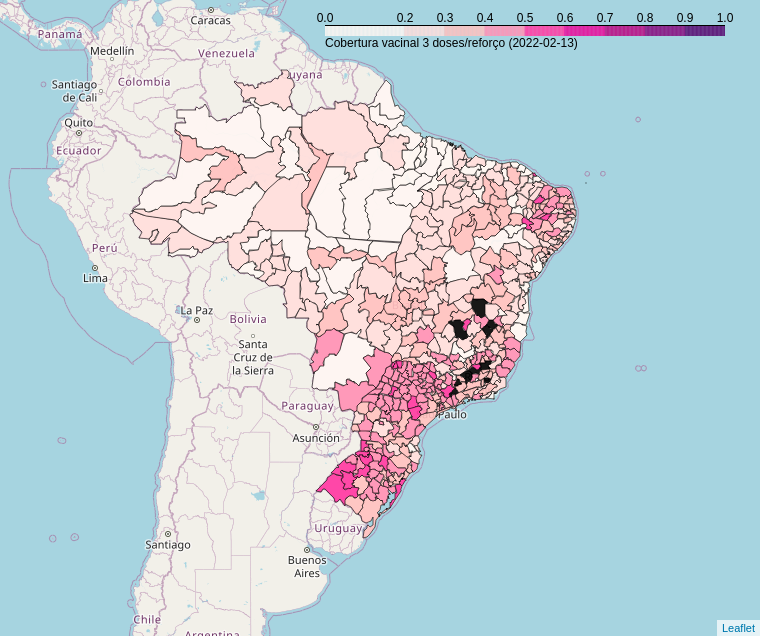 0.0 0.2 0.3 0.4 0.5 0.6 0.7 0.8 0.9 1.0
Cobertura vacinal 3 doses/reforço (2022-02-13)
Caracas
Panamá
Medellín
Venezuela
Santiago
de Cali
Colombia
uyana
Quito
Ecuador
Perú
Lima
La Paz
Bolivia
Santa
Cruz de
la Sierra
Paraguay
Paulo
Asunción
Uruguay
Santiago
Buenos
Aires
Chile
Argentina
Leaflet